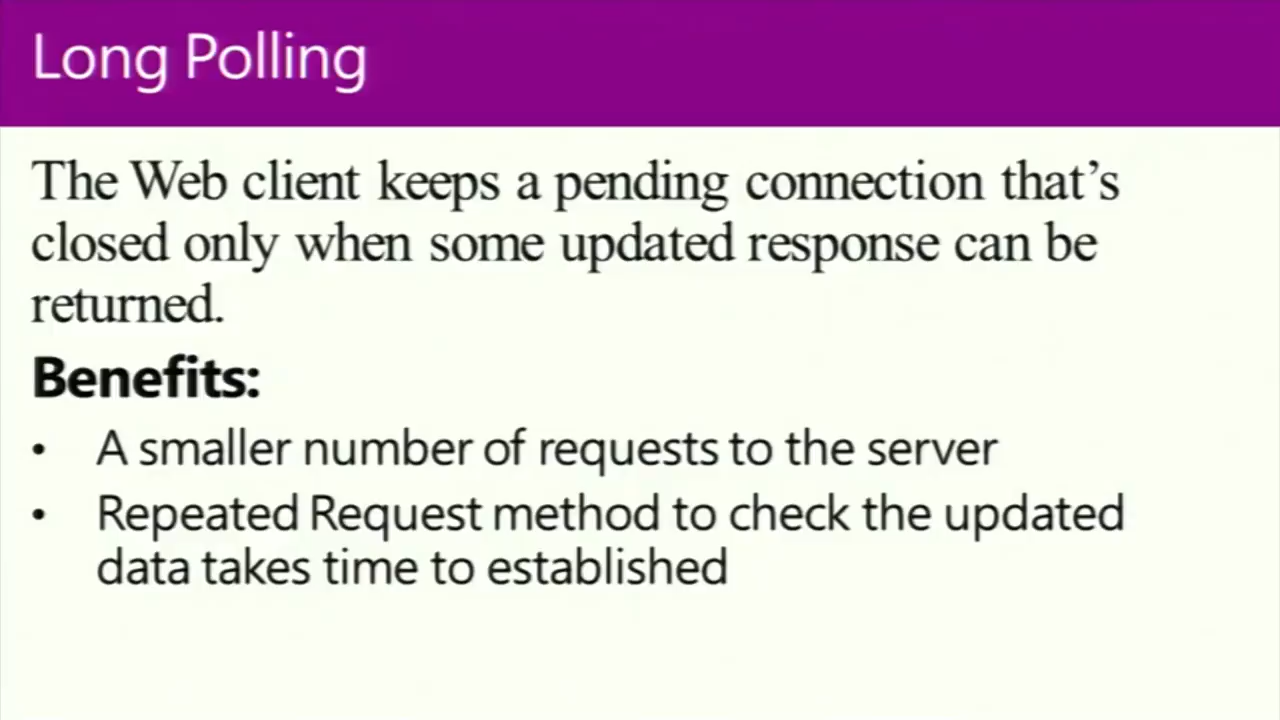 Long Polling
The Web client keeps a pending connection that's
closed only when some updated response can be
returned.
Benefits:
• A smaller number of requests to the server
• Repeated Request method to check the updated
data takes time to established